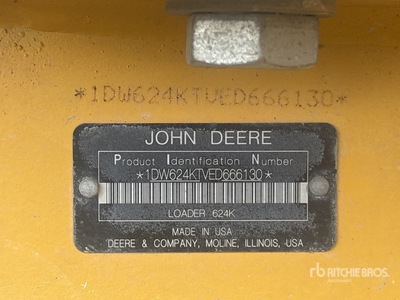 *1DW624KTVED666130*
JOHN DEERE
Product Identification Number
*1DW624KTVED666130*
LOADER 624K
MADE IN USA
DEERE & COMPANY, MOLINE, ILLINOIS, USA
rb RITCHIE BROS.